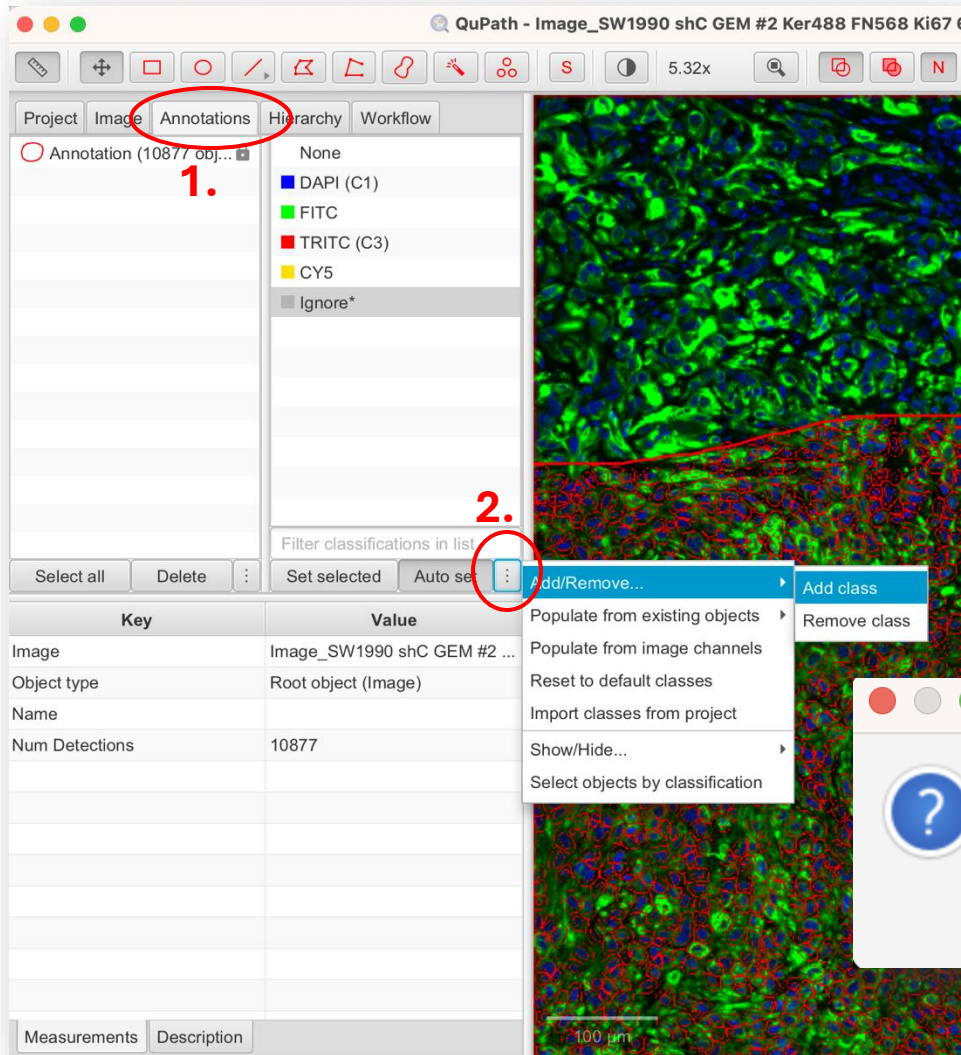 QuPath - Image_SW1990 shC GEM #2 Ker488 FN568 Ki67
S
5.32x
N
Project Image Annotations Hierarchy Workflow
Annotation (10877 obj...
1.
None
DAPI (C1)
FITC
TRITC (C3)
CY5
Ignore*
2.
Filter classifications in list
Select all Delete ⋮ Set selected Auto set ⋮
Add/Remove...
Populate from existing objects
Populate from image channels
Reset to default classes
Import classes from project
Show/Hide...
Select objects by classification
Add class
Remove class
Key Value
Image Image_SW1990 shC GEM #2 ...
Object type Root object (Image)
Name
Num Detections 10877
?
100 µm
Measurements Description